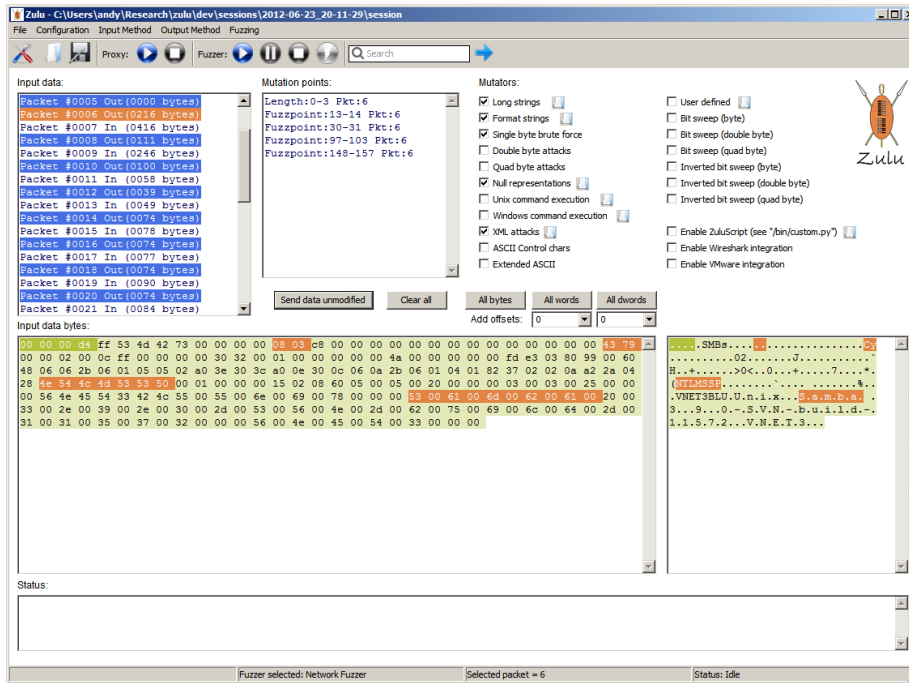 Zulu - C:\Users\andy\Research\zulu\dev\sessions\2012-06-23_20-11-29\session
File Configuration Input Method Output Method Fuzzing
Proxy: Fuzzer: Search
Input data:
Packet #0005 Out(0000 bytes)
Packet #0006 Out(0216 bytes)
Packet #0007 In (0416 bytes)
Packet #0008 Out(0111 bytes)
Packet #0009 In (0246 bytes)
Packet #0010 Out(0100 bytes)
Packet #0011 In (0058 bytes)
Packet #0012 Out(0039 bytes)
Packet #0013 In (0049 bytes)
Packet #0014 Out(0074 bytes)
Packet #0015 In (0078 bytes)
Packet #0016 Out(0074 bytes)
Packet #0017 In (0077 bytes)
Packet #0018 Out(0074 bytes)
Packet #0019 In (0090 bytes)
Packet #0020 Out(0074 bytes)
Packet #0021 In (0084 bytes)
Mutation points:
Length:0-3 Pkt:6
Fuzzpoint:13-14 Pkt:6
Fuzzpoint:30-31 Pkt:6
Fuzzpoint:97-103 Pkt:6
Fuzzpoint:148-157 Pkt:6
Send data unmodified
Clear all
Mutators:
Long strings
Format strings
Single byte brute force
Double byte attacks
Quad byte attacks
Null representations
Unix command execution
Windows command execution
XML attacks
ASCII Control chars
Extended ASCII
User defined
Bit sweep (byte)
Bit sweep (double byte)
Bit sweep (quad byte)
Inverted bit sweep (byte)
Inverted bit sweep (double byte)
Inverted bit sweep (quad byte)
Enable ZuluScript (see "/bin/custom.py")
Enable Wireshark integration
Enable VMware integration
Zulu
All bytes All words All dwords
Add offsets: 0 0
Input data bytes:
00 00 00 d4 ff 53 4d 42 73 00 00 00 00 08 03 c8 00 00 00 00 00 00 00 00 00 00 00 00 00 00 43 79
00 00 02 00 0c ff 00 00 00 00 30 32 00 01 00 00 00 00 00 4a 00 00 00 00 00 fd e3 03 80 99 00 60
48 06 06 2b 06 01 05 05 02 a0 3e 30 3c a0 0e 30 0c 06 0a 2b 06 01 04 01 82 37 02 02 0a a2 2a 04
28 4e 54 4c 4d 53 53 50 00 01 00 00 00 15 02 08 60 05 00 05 00 20 00 00 00 03 00 03 00 25 00 00
00 56 4e 45 54 33 42 4c 55 00 55 00 6e 00 69 00 78 00 00 00 53 00 61 00 6d 00 62 00 61 00 20 00
33 00 2e 00 39 00 2e 00 30 00 2d 00 53 00 56 00 4e 00 2d 00 62 00 75 00 69 00 6c 00 64 00 2d 00
31 00 31 00 35 00 37 00 32 00 00 00 56 00 4e 00 45 00 54 00 33 00 00 00
.....SMBs.....................Cy
..........02.......J...........`
H..+......>0<..0...+.....7....*.
(NTLMSSP.......`.......... ..%..
.VNET3BLU.U.n.i.x...S.a.m.b.a. .
3...9...0.-.S.V.N.-.b.u.i.l.d.-.
1.1.5.7.2...V.N.E.T.3...
Status:
Fuzzer selected: Network Fuzzer
Selected packet = 6
Status: Idle